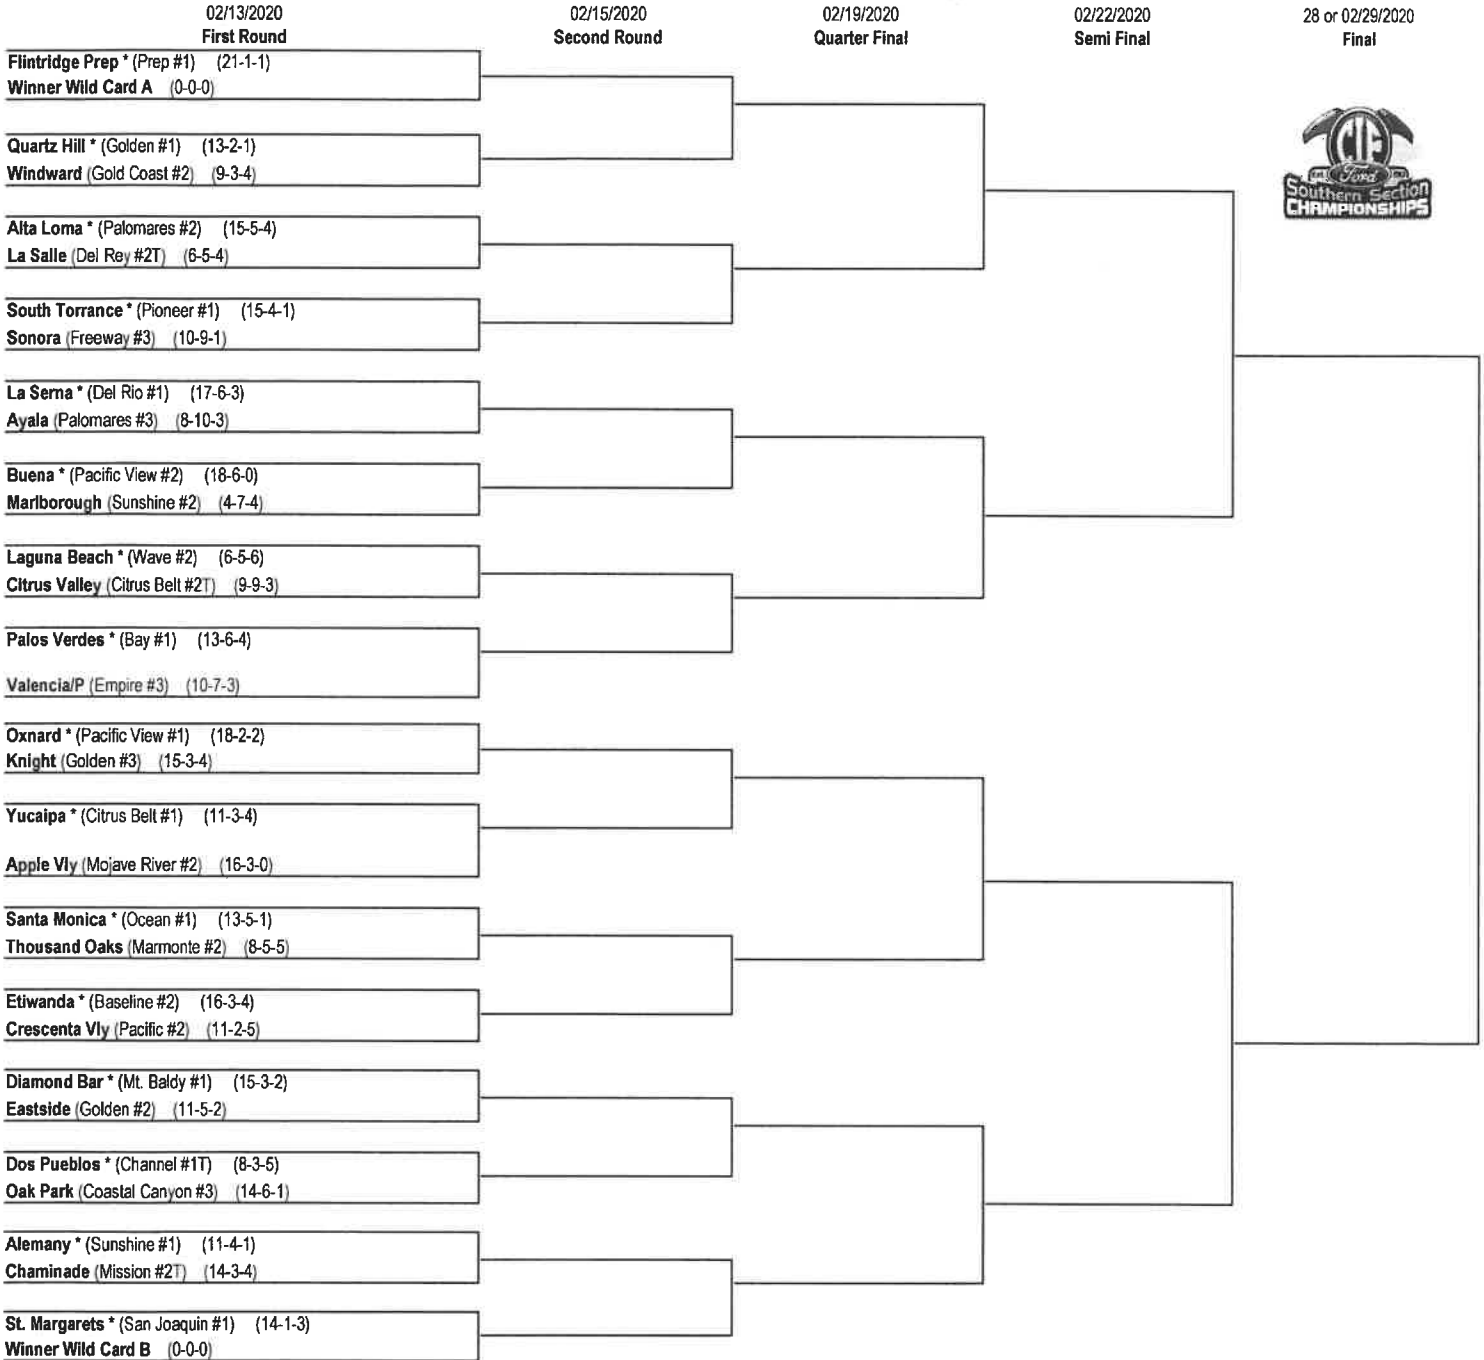 02/13/2020 02/15/2020 02/19/2020 02/22/2020 28 or 02/29/2020
First Round Second Round Quarter Final Semi Final Final
Flintridge Prep * (Prep #1) (21-1-1)
Winner Wild Card A (0-0-0)
Quartz Hill * (Golden #1) (13-2-1)
Windward (Gold Coast #2) (9-3-4)
CIF
Ford
Southern Section
CHAMPIONSHIPS
Alta Loma * (Palomares #2) (15-5-4)
La Salle (Del Rey #2T) (6-5-4)
South Torrance * (Pioneer #1) (15-4-1)
Sonora (Freeway #3) (10-9-1)
La Serna * (Del Rio #1) (17-6-3)
Ayala (Palomares #3) (8-10-3)
Buena * (Pacific View #2) (18-6-0)
Marlborough (Sunshine #2) (4-7-4)
Laguna Beach * (Wave #2) (6-5-6)
Citrus Valley (Citrus Belt #2T) (9-9-3)
Palos Verdes * (Bay #1) (13-6-4)
Valencia/P (Empire #3) (10-7-3)
Oxnard * (Pacific View #1) (18-2-2)
Knight (Golden #3) (15-3-4)
Yucaipa * (Citrus Belt #1) (11-3-4)
Apple Vly (Mojave River #2) (16-3-0)
Santa Monica * (Ocean #1) (13-5-1)
Thousand Oaks (Marmonte #2) (8-5-5)
Etiwanda * (Baseline #2) (16-3-4)
Crescenta Vly (Pacific #2) (11-2-5)
Diamond Bar * (Mt. Baldy #1) (15-3-2)
Eastside (Golden #2) (11-5-2)
Dos Pueblos * (Channel #1T) (8-3-5)
Oak Park (Coastal Canyon #3) (14-6-1)
Alemany * (Sunshine #1) (11-4-1)
Chaminade (Mission #2T) (14-3-4)
St. Margarets * (San Joaquin #1) (14-1-3)
Winner Wild Card B (0-0-0)